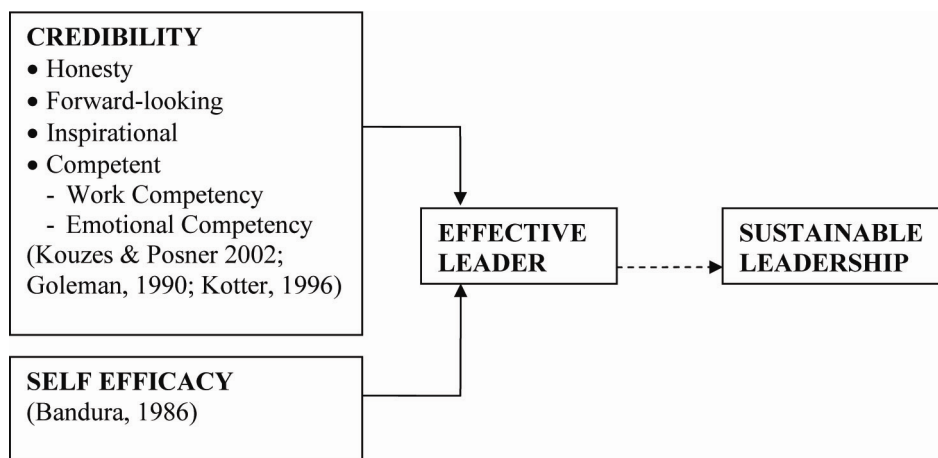 CREDIBILITY
• Honesty
• Forward-looking
• Inspirational
• Competent
- Work Competency
- Emotional Competency
(Kouzes & Posner 2002;
Goleman, 1990; Kotter, 1996)
EFFECTIVE
LEADER
SUSTAINABLE
LEADERSHIP
SELF EFFICACY
(Bandura, 1986)